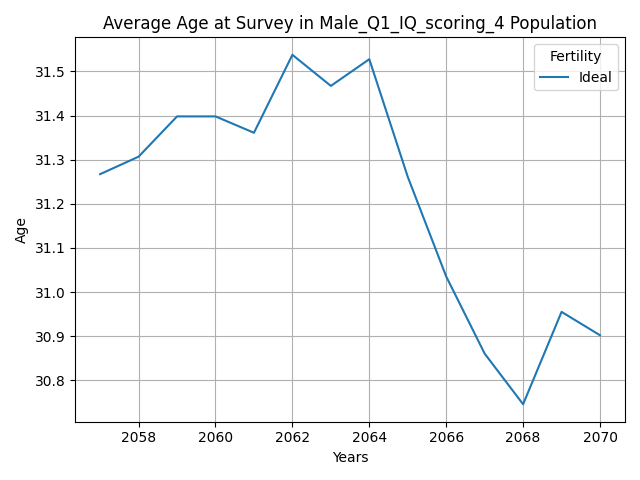 Average Age at Survey in Male_Q1_IQ_scoring_4 Population
Fertility
Ideal
31.5
31.4
31.3
31.2
31.1
31.0
30.9
30.8
Age
2058 2060 2062 2064 2066 2068 2070
Years